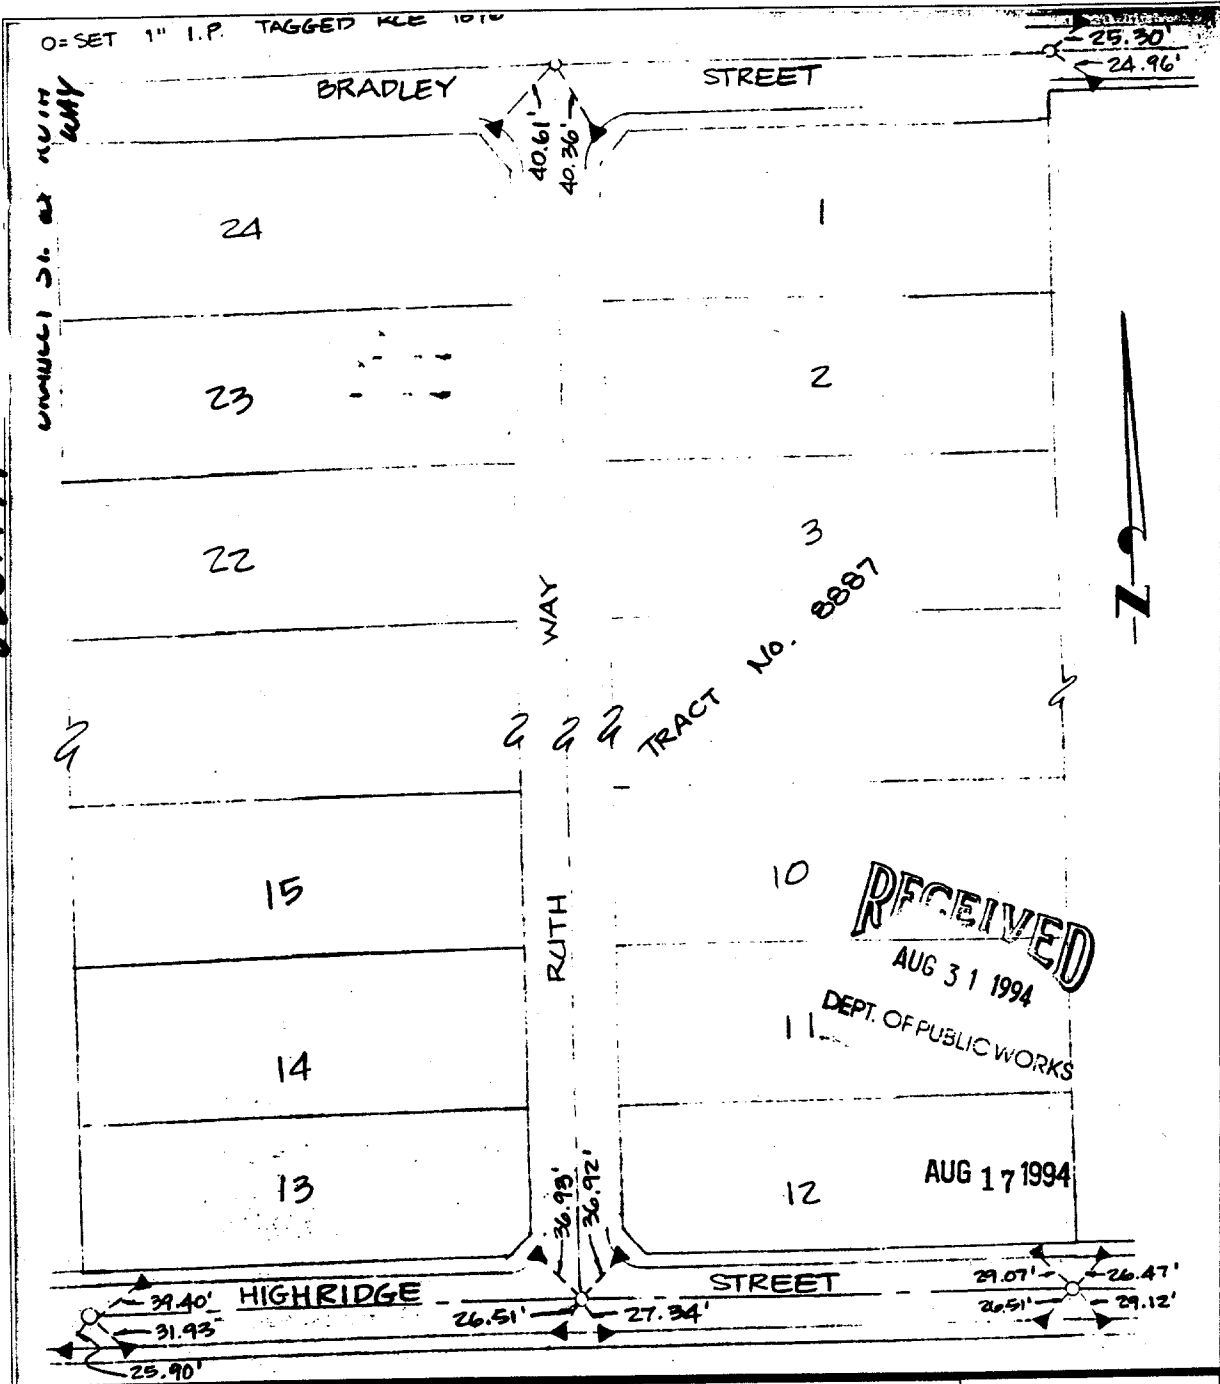 O=SET 1" I.P. TAGGED RCE
BRADLEY STREET
25.30'
24.96'
40.61'
40.36'
WAY
ST.
24
1
23
2
22
3
TRACT No. 8887
RUTH WAY
15
10
RECEIVED
AUG 31 1994
DEPT. OF PUBLIC WORKS
14
11
13
12
AUG 17 1994
36.93'
36.92'
HIGHRIDGE STREET
39.40'
31.93'
25.90'
26.51'
27.34'
29.07'
26.47'
26.51'
29.12'
N